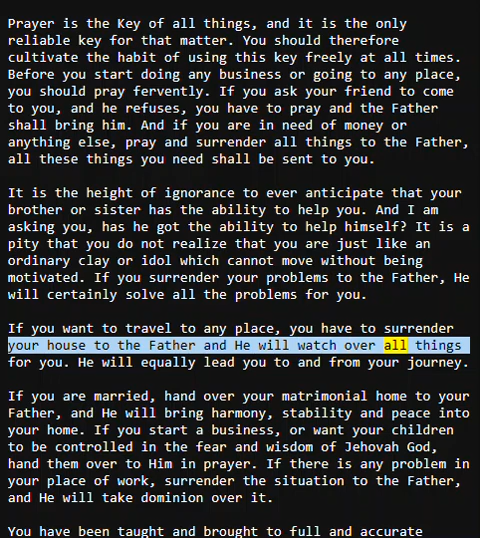 Prayer is the Key of all things, and it is the only
reliable key for that matter. You should therefore
cultivate the habit of using this key freely at all times.
Before you start doing any business or going to any place,
you should pray fervently. If you ask your friend to come
to you, and he refuses, you have to pray and the Father
shall bring him. And if you are in need of money or
anything else, pray and surrender all things to the Father,
all these things you need shall be sent to you.
It is the height of ignorance to ever anticipate that your
brother or sister has the ability to help you. And I am
asking you, has he got the ability to help himself? It is a
pity that you do not realize that you are just like an
ordinary clay or idol which cannot move without being
motivated. If you surrender your problems to the Father, He
will certainly solve all the problems for you.
If you want to travel to any place, you have to surrender
your house to the Father and He will watch over all things
for you. He will equally lead you to and from your journey.
If you are married, hand over your matrimonial home to your
Father, and He will bring harmony, stability and peace into
your home. If you start a business, or want your children
to be controlled in the fear and wisdom of Jehovah God,
hand them over to Him in prayer. If there is any problem in
your place of work, surrender the situation to the Father,
and He will take dominion over it.
You have been taught and brought to full and accurate